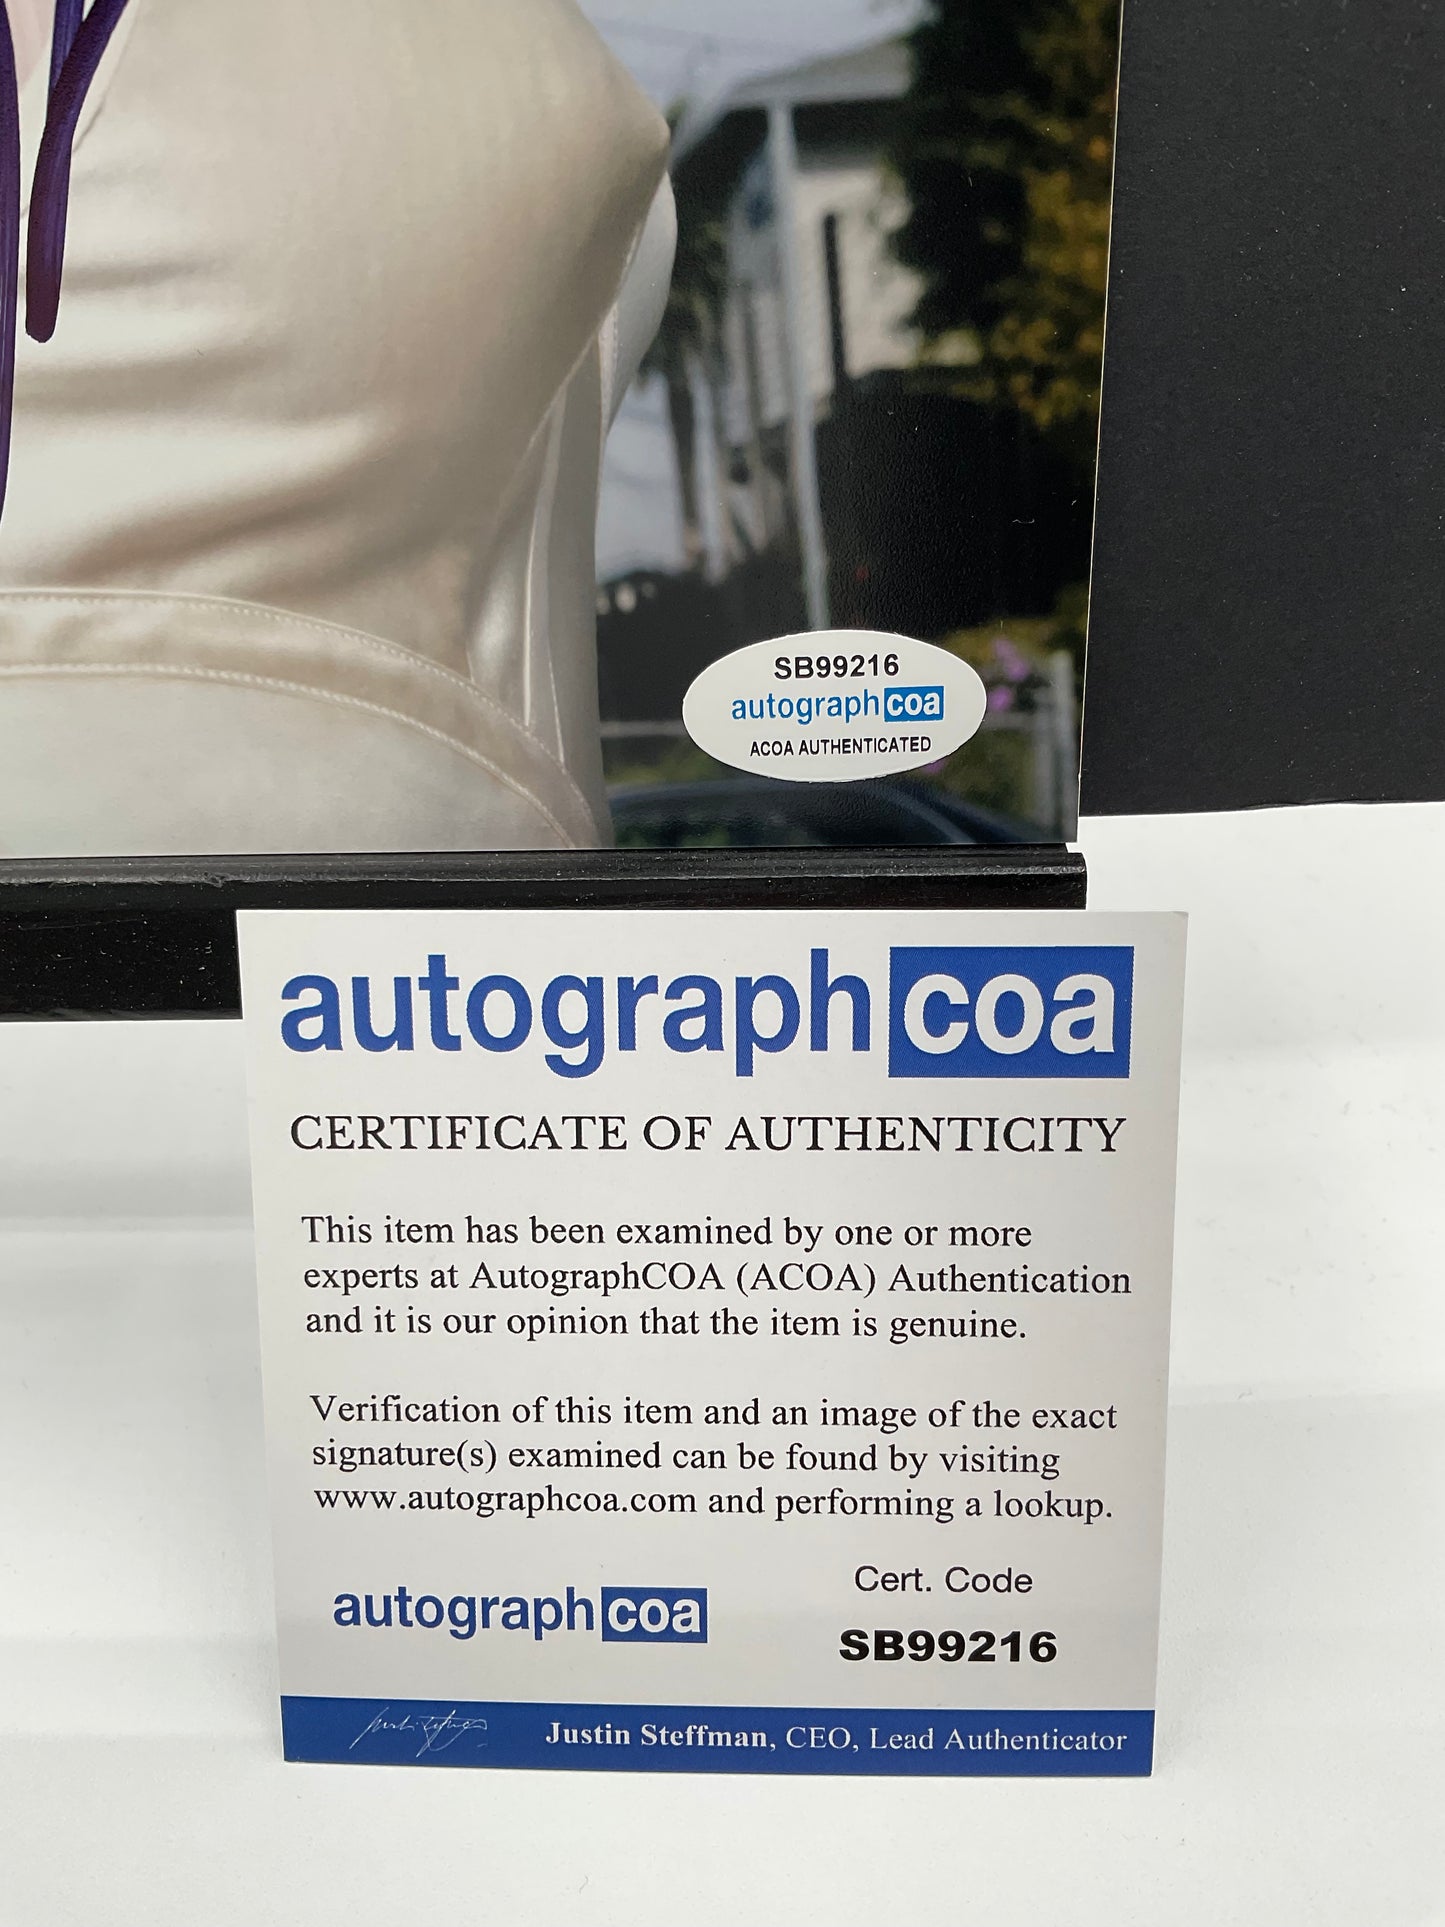 SB99216
autographcoa
ACOA AUTHENTICATED
autographcoa
CERTIFICATE OF AUTHENTICITY
This item has been examined by one or more
experts at AutographCOA (ACOA) Authentication
and it is our opinion that the item is genuine.
Verification of this item and an image of the exact
signature(s) examined can be found by visiting
www.autographcoa.com and performing a lookup.
Cert. Code
autographcoa
SB99216
Justin Steffman, CEO, Lead Authenticator